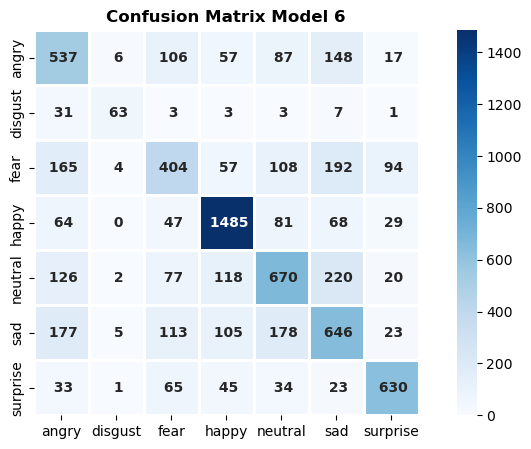 Confusion Matrix Model 6
angry 537 6 106 57 87 148 17
disgust 31 63 3 3 3 7 1
fear 165 4 404 57 108 192 94
happy 64 0 47 1485 81 68 29
neutral 126 2 77 118 670 220 20
sad 177 5 113 105 178 646 23
surprise 33 1 65 45 34 23 630
angry disgust fear happy neutral sad surprise
1400
1200
1000
800
600
400
200
0